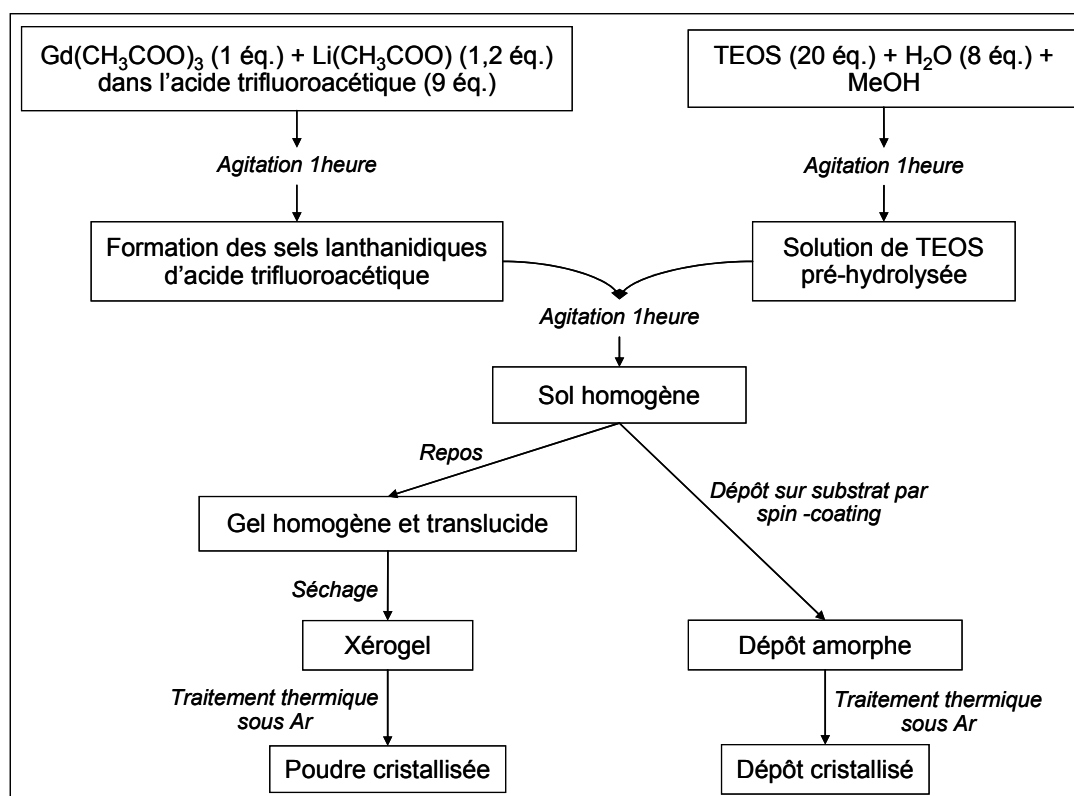 Gd(CH₃COO)₃ (1 éq.) + Li(CH₃COO) (1,2 éq.)
dans l'acide trifluoroacétique (9 éq.)
TEOS (20 éq.) + H₂O (8 éq.) +
MeOH
Agitation 1heure
Agitation 1heure
Formation des sels lanthanidiques
d'acide trifluoroacétique
Solution de TEOS
pré-hydrolysée
Agitation 1heure
Sol homogène
Repos
Dépôt sur substrat par
spin -coating
Gel homogène et translucide
Séchage
Xérogel
Dépôt amorphe
Traitement thermique
sous Ar
Traitement thermique
sous Ar
Poudre cristallisée
Dépôt cristallisé